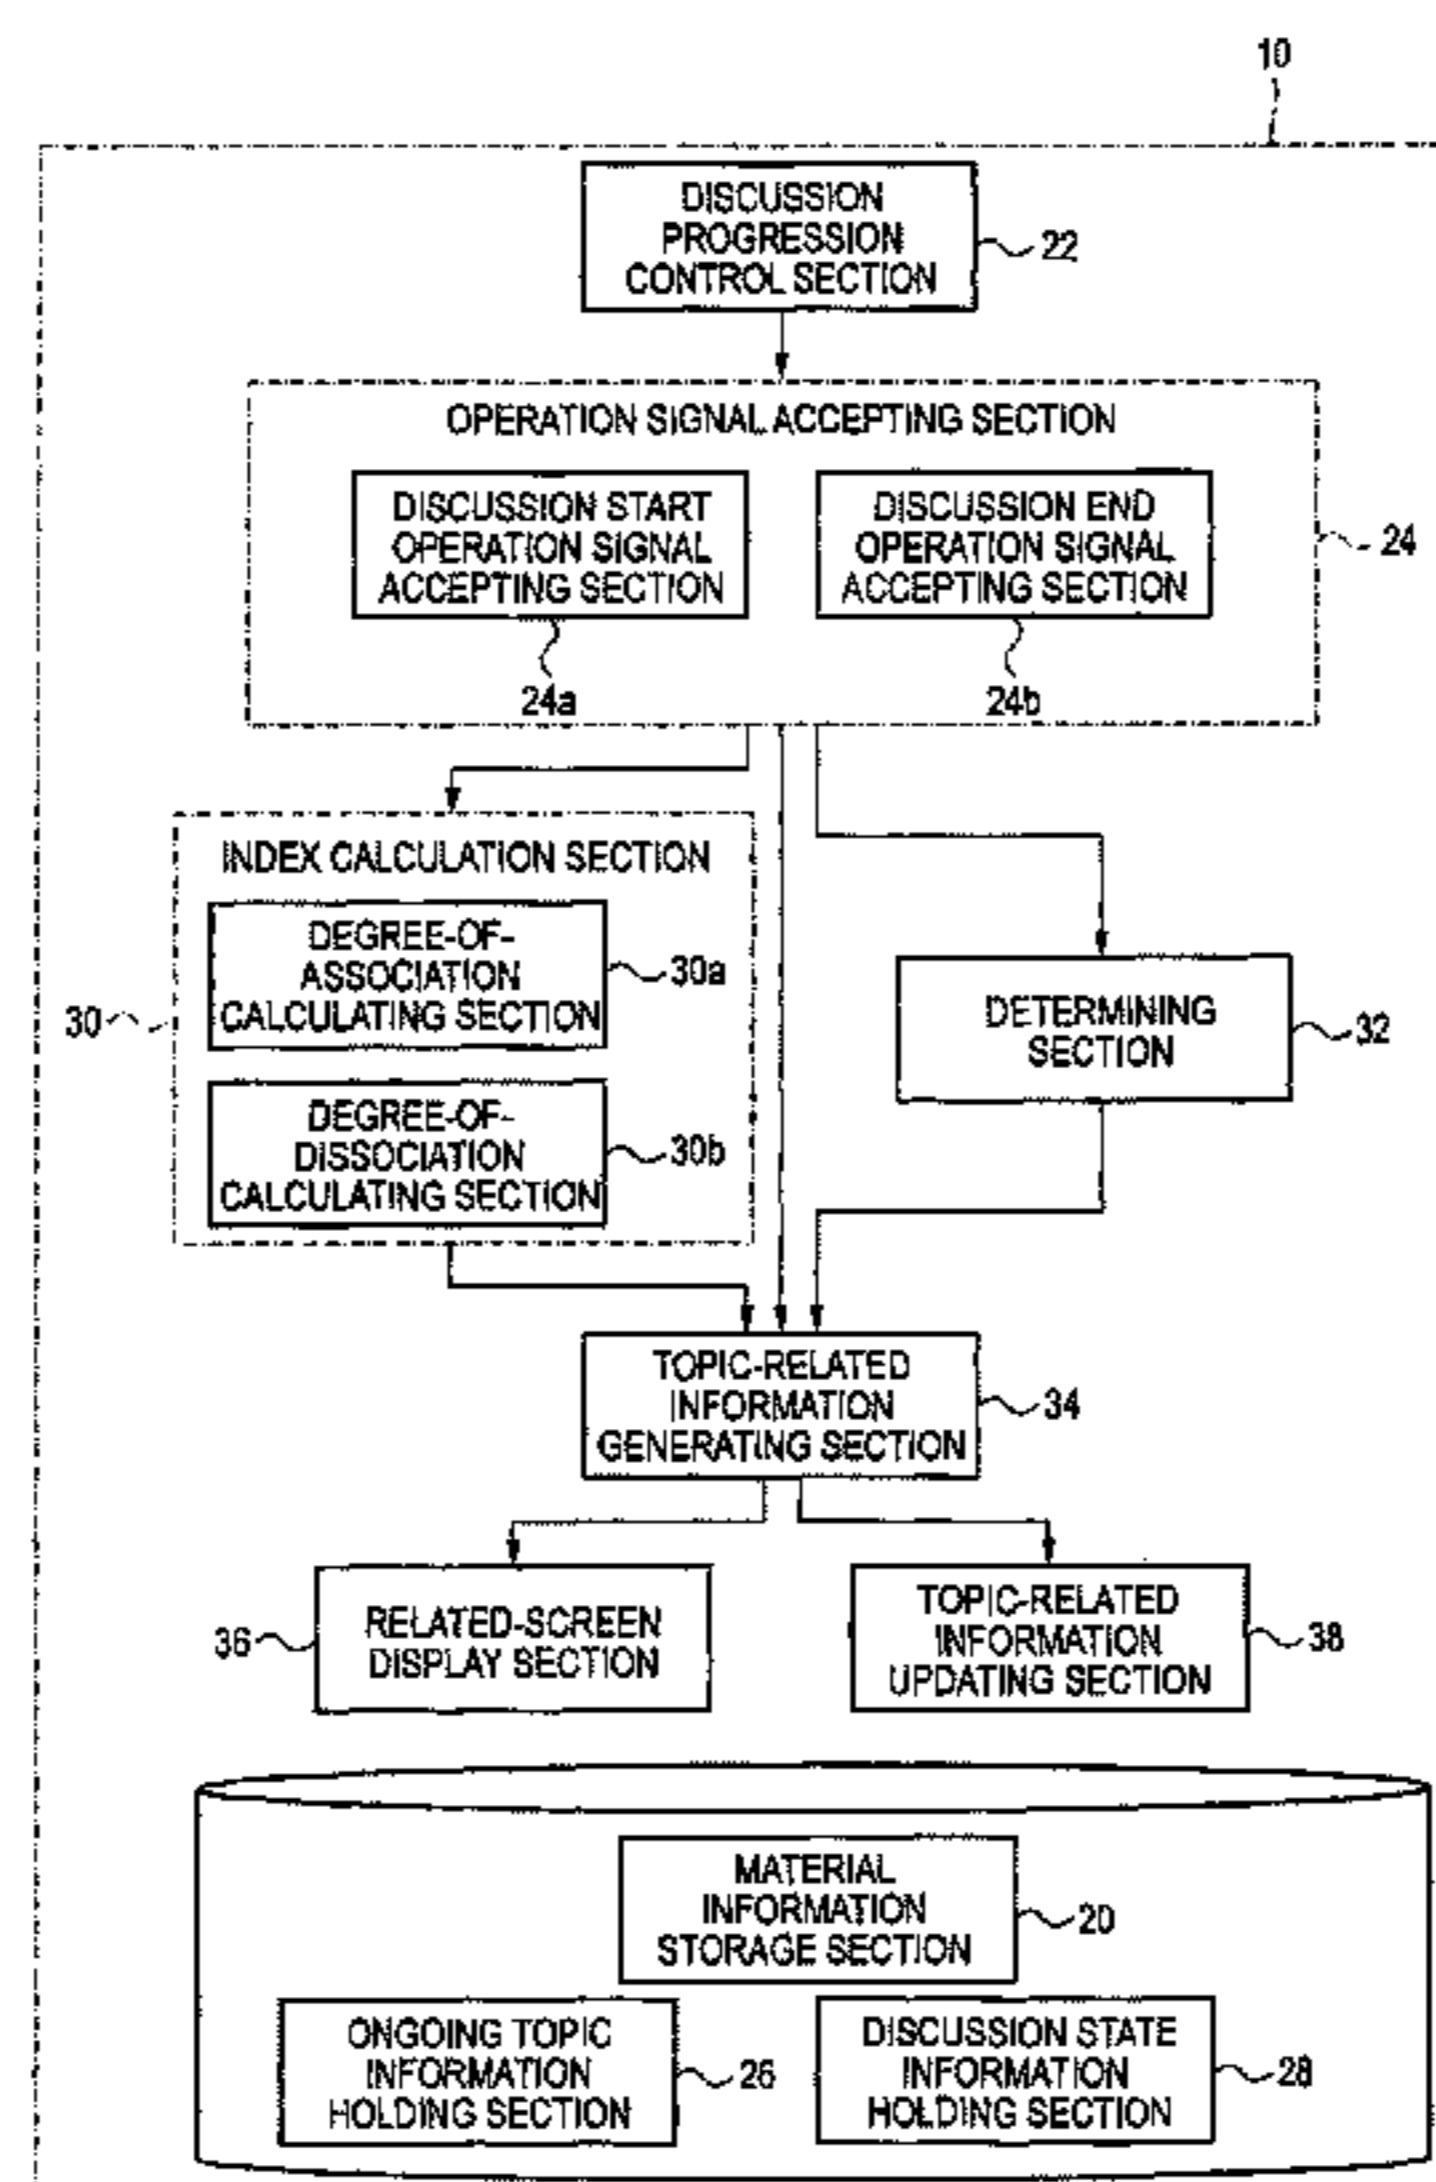 10
DISCUSSION
PROGRESSION
CONTROL SECTION
22
OPERATION SIGNAL ACCEPTING SECTION
DISCUSSION START
OPERATION SIGNAL
ACCEPTING SECTION
DISCUSSION END
OPERATION SIGNAL
ACCEPTING SECTION
24
24a
24b
INDEX CALCULATION SECTION
DEGREE-OF-
ASSOCIATION
CALCULATING SECTION
30a
30
DETERMINING
SECTION
32
DEGREE-OF-
DISSOCIATION
CALCULATING SECTION
30b
TOPIC-RELATED
INFORMATION
GENERATING SECTION
34
36
RELATED-SCREEN
DISPLAY SECTION
TOPIC-RELATED
INFORMATION
UPDATING SECTION
38
MATERIAL
INFORMATION
STORAGE SECTION
20
ONGOING TOPIC
INFORMATION
HOLDING SECTION
26
DISCUSSION STATE
INFORMATION
HOLDING SECTION
28